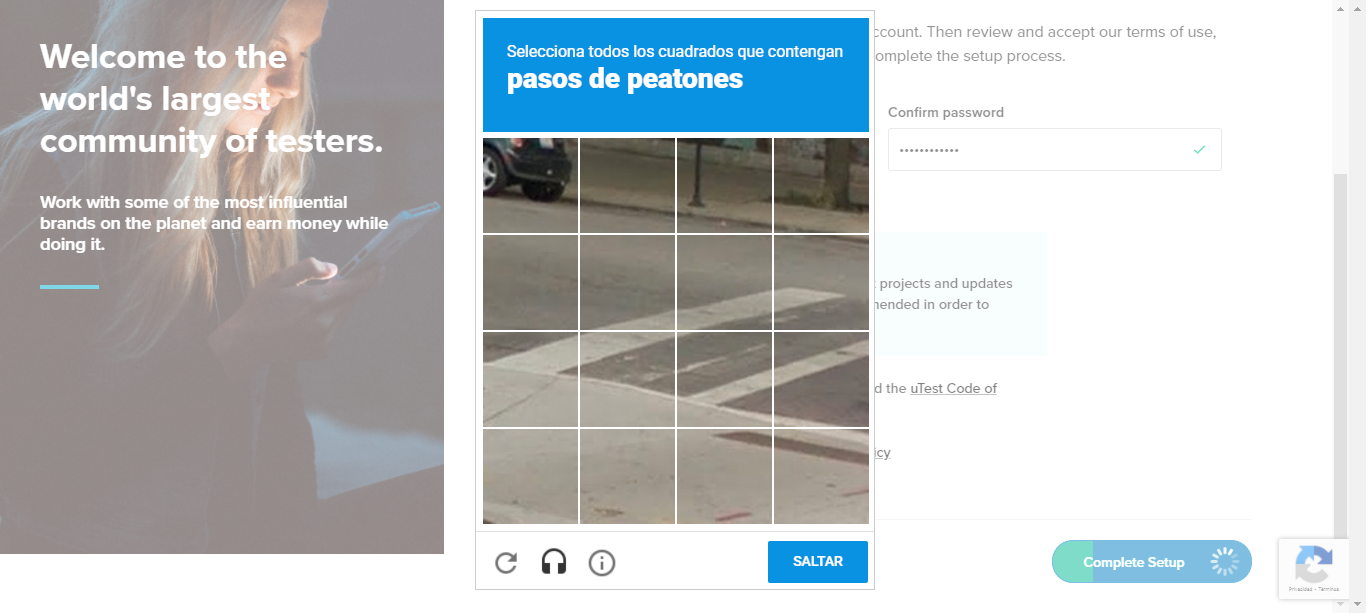 Welcome to the
world's largest
community of testers.
Work with some of the most influential
brands on the planet and earn money while
doing it.
Selecciona todos los cuadrados que contengan
pasos de peatones
SALTAR
ccount. Then review and accept our terms of use,
omplete the setup process.
Confirm password
projects and updates
mended in order to
d the uTest Code of
icy
Complete Setup
Privacidad - Términos